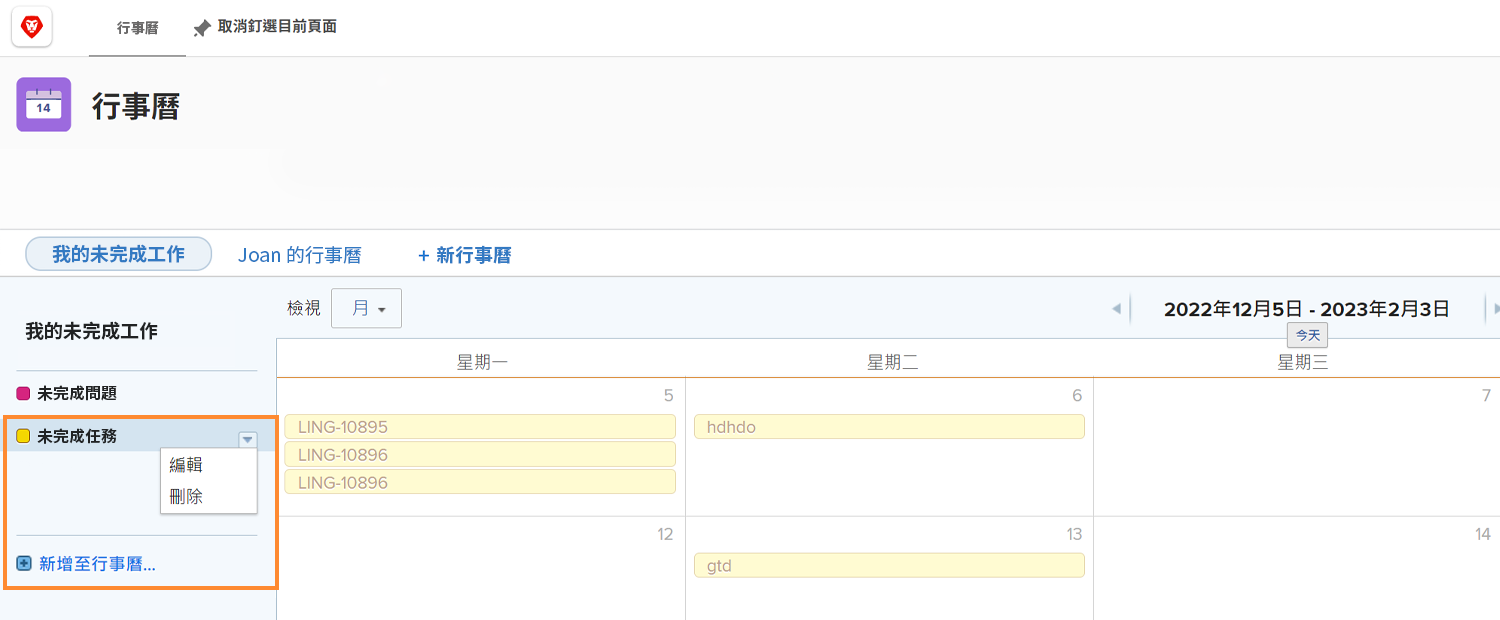 行事曆
取消釘選目前頁面
14
行事曆
我的未完成工作
Joan 的行事曆
+ 新行事曆
檢視
月
2022年12月5日 - 2023年2月3日
今天
我的未完成工作
未完成問題
未完成任務
編輯
刪除
新增至行事曆...
星期一
星期二
星期三
5
6
7
LING-10895
hdhdo
LING-10896
LING-10896
12
13
14
gtd